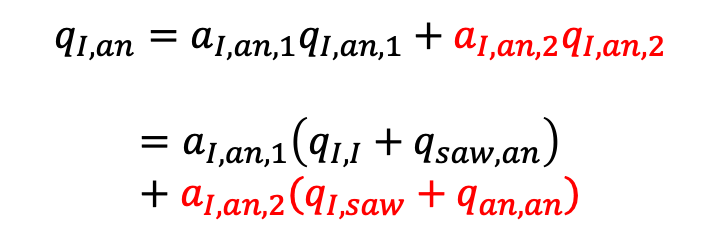 q_{I,an} = a_{I,an,1}q_{I,an,1} + a_{I,an,2}q_{I,an,2}
= a_{I,an,1}(q_{I,I} + q_{saw,an})
+ a_{I,an,2}(q_{I,saw} + q_{an,an})